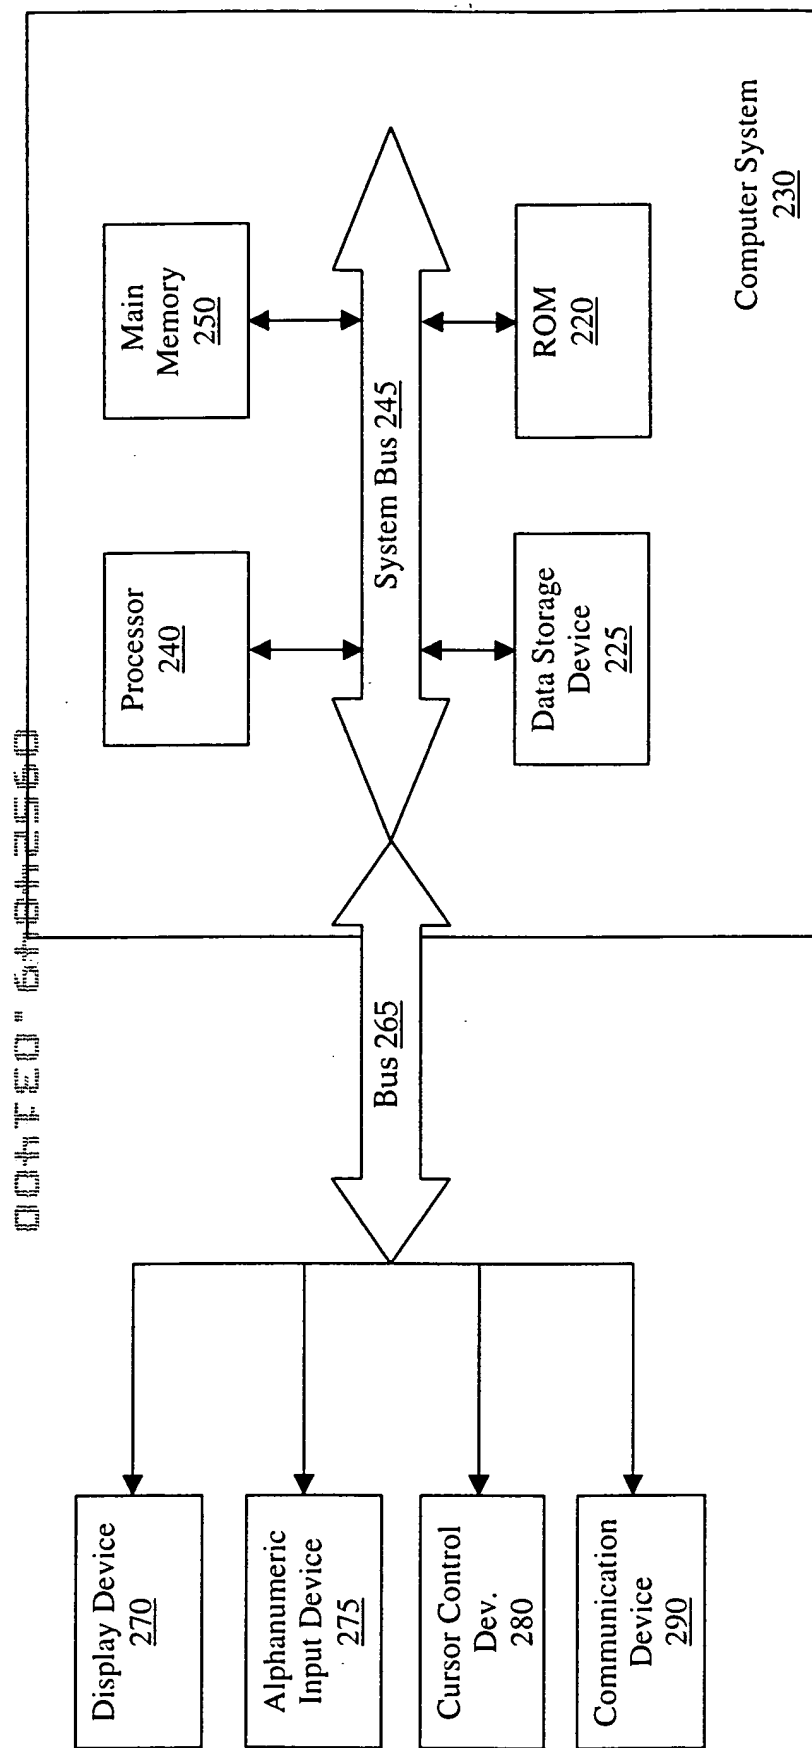 Display Device
270
Alphanumeric
Input Device
275
Cursor Control
Dev.
280
Communication
Device
290
Bus 265
Processor
240
Main
Memory
250
System Bus 245
Data Storage
Device
225
ROM
220
Computer System
230